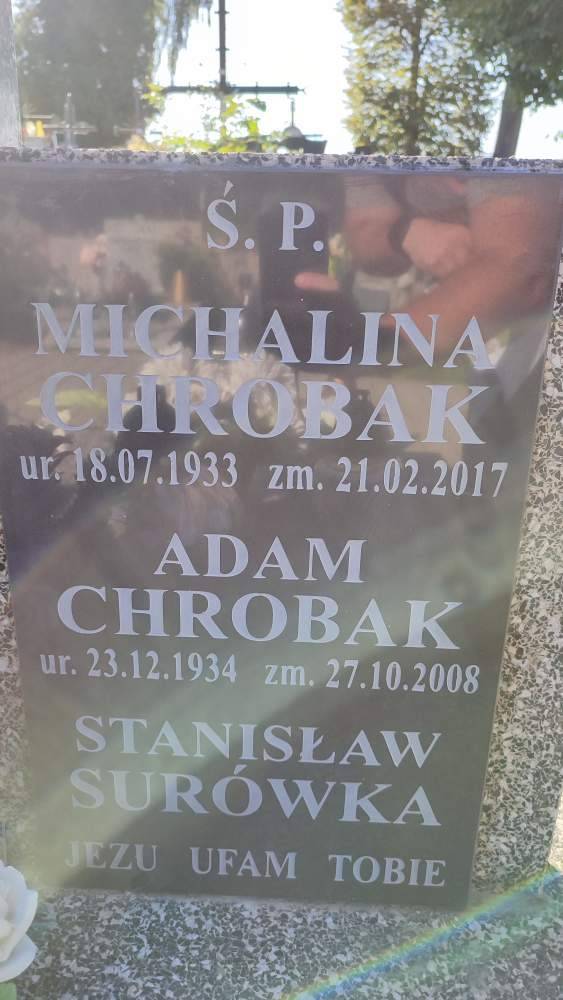 Ś. P.
MICHALINA
CHROBAK
ur. 18.07.1933 zm. 21.02.2017
ADAM
CHROBAK
ur. 23.12.1934 zm. 27.10.2008
STANISŁAW
SURÓWKA
JEZU UFAM TOBIE